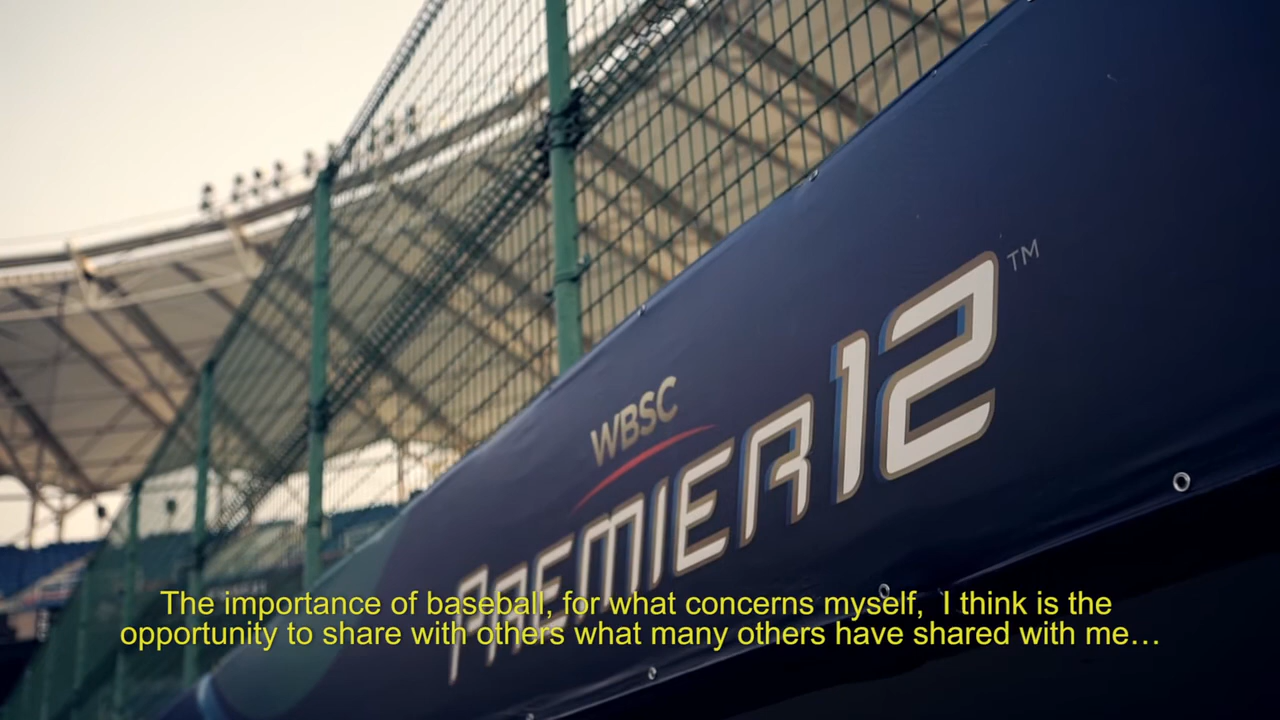 WBSC
PREMIER12™
The importance of baseball, for what concerns myself,  I think is the
opportunity to share with others what many others have shared with me…